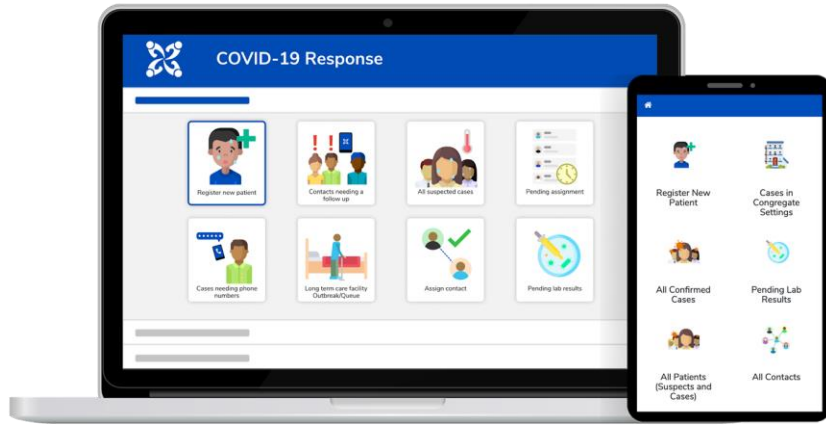 COVID-19 Response
Register new patient
Contacts needing a
follow up
All suspected cases
Pending assignment
Cases needing phone
numbers
Long term care facility
Outbreak/Queue
Assign contact
Pending lab results
Register New
Patient
Cases in
Congregate
Settings
All Confirmed
Cases
Pending Lab
Results
All Patients
(Suspects and
Cases)
All Contacts